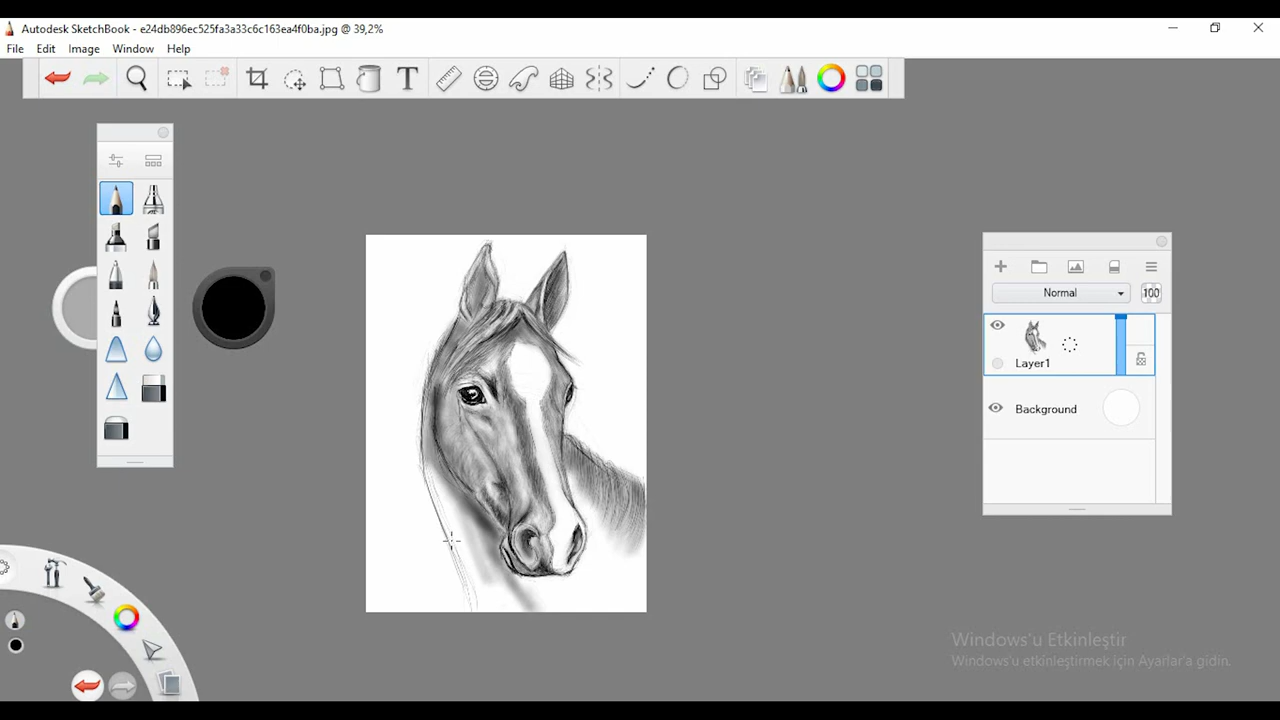 Autodesk SketchBook - e24db896ec525fa3a33c6c163ea4f0ba.jpg @ 39,2%
File Edit Image Window Help
T
Normal 100
Layer1
Background
Windows'u Etkinleştir
Windows'u etkinleştirmek için Ayarlar'a gidin.